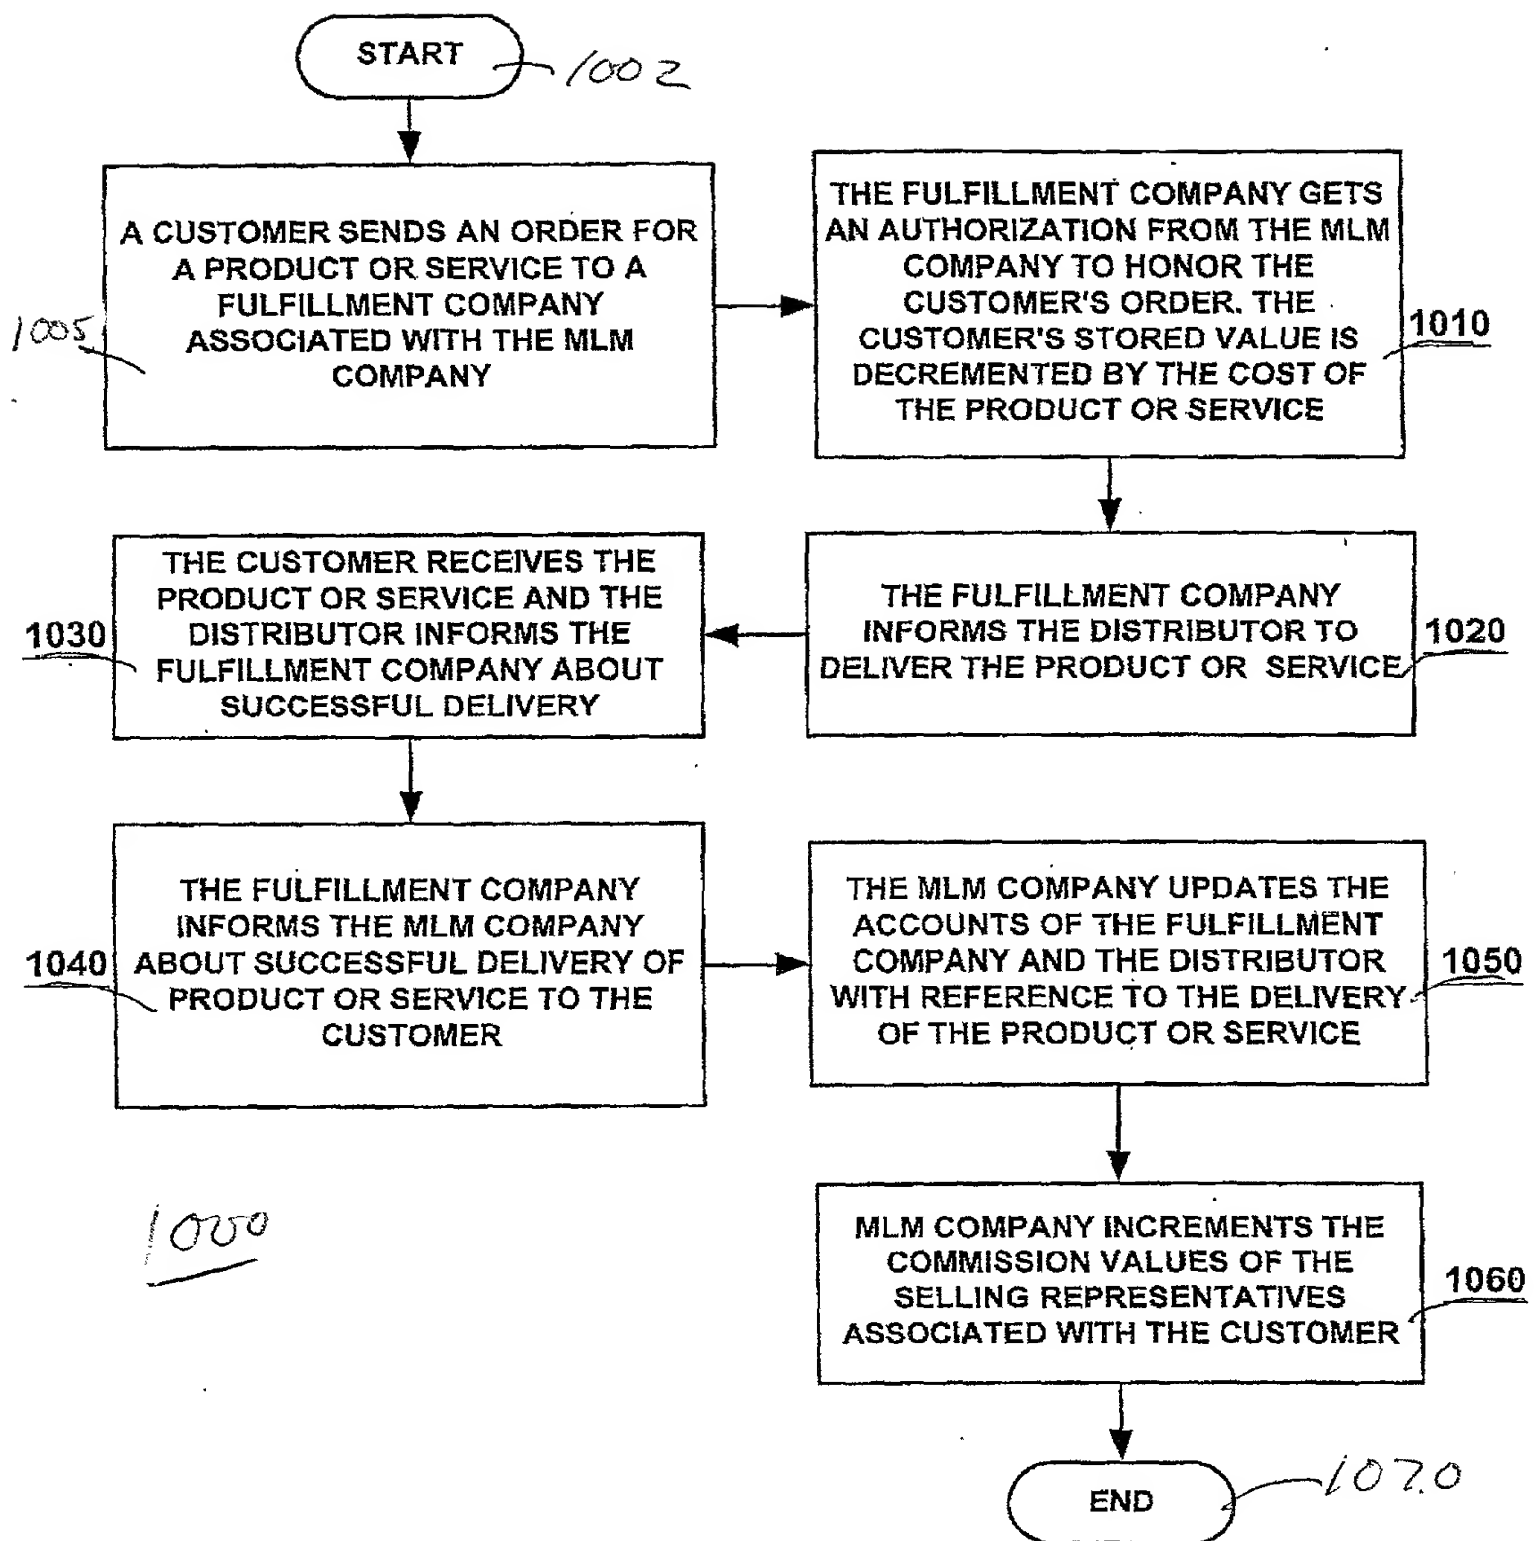 START
1002
A CUSTOMER SENDS AN ORDER FOR
A PRODUCT OR SERVICE TO A
FULFILLMENT COMPANY
ASSOCIATED WITH THE MLM
COMPANY
1005
THE FULFILLMENT COMPANY GETS
AN AUTHORIZATION FROM THE MLM
COMPANY TO HONOR THE
CUSTOMER'S ORDER. THE
CUSTOMER'S STORED VALUE IS
DECREMENTED BY THE COST OF
THE PRODUCT OR SERVICE
1010
THE FULFILLMENT COMPANY
INFORMS THE DISTRIBUTOR TO
DELIVER THE PRODUCT OR SERVICE
1020
THE CUSTOMER RECEIVES THE
PRODUCT OR SERVICE AND THE
DISTRIBUTOR INFORMS THE
FULFILLMENT COMPANY ABOUT
SUCCESSFUL DELIVERY
1030
THE FULFILLMENT COMPANY
INFORMS THE MLM COMPANY
ABOUT SUCCESSFUL DELIVERY OF
PRODUCT OR SERVICE TO THE
CUSTOMER
1040
THE MLM COMPANY UPDATES THE
ACCOUNTS OF THE FULFILLMENT
COMPANY AND THE DISTRIBUTOR
WITH REFERENCE TO THE DELIVERY
OF THE PRODUCT OR SERVICE
1050
MLM COMPANY INCREMENTS THE
COMMISSION VALUES OF THE
SELLING REPRESENTATIVES
ASSOCIATED WITH THE CUSTOMER
1060
1000
END
1070